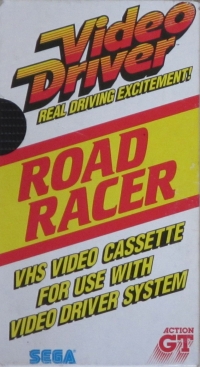 Video
Driver
REAL DRIVING EXCITEMENT!
ROAD
RACER
VHS VIDEO CASSETTE
FOR USE WITH
VIDEO DRIVER SYSTEM
SEGA
ACTION
GT